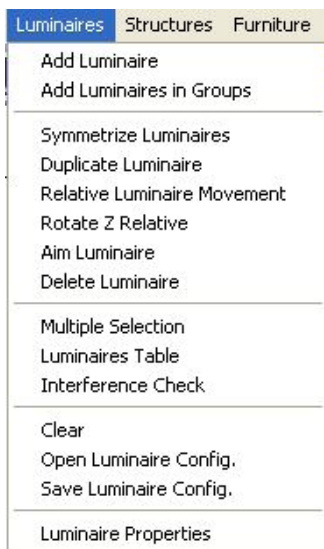 Luminaires Structures Furniture
Add Luminaire
Add Luminaires in Groups
Symmetrize Luminaires
Duplicate Luminaire
Relative Luminaire Movement
Rotate Z Relative
Aim Luminaire
Delete Luminaire
Multiple Selection
Luminaires Table
Interference Check
Clear
Open Luminaire Config.
Save Luminaire Config.
Luminaire Properties